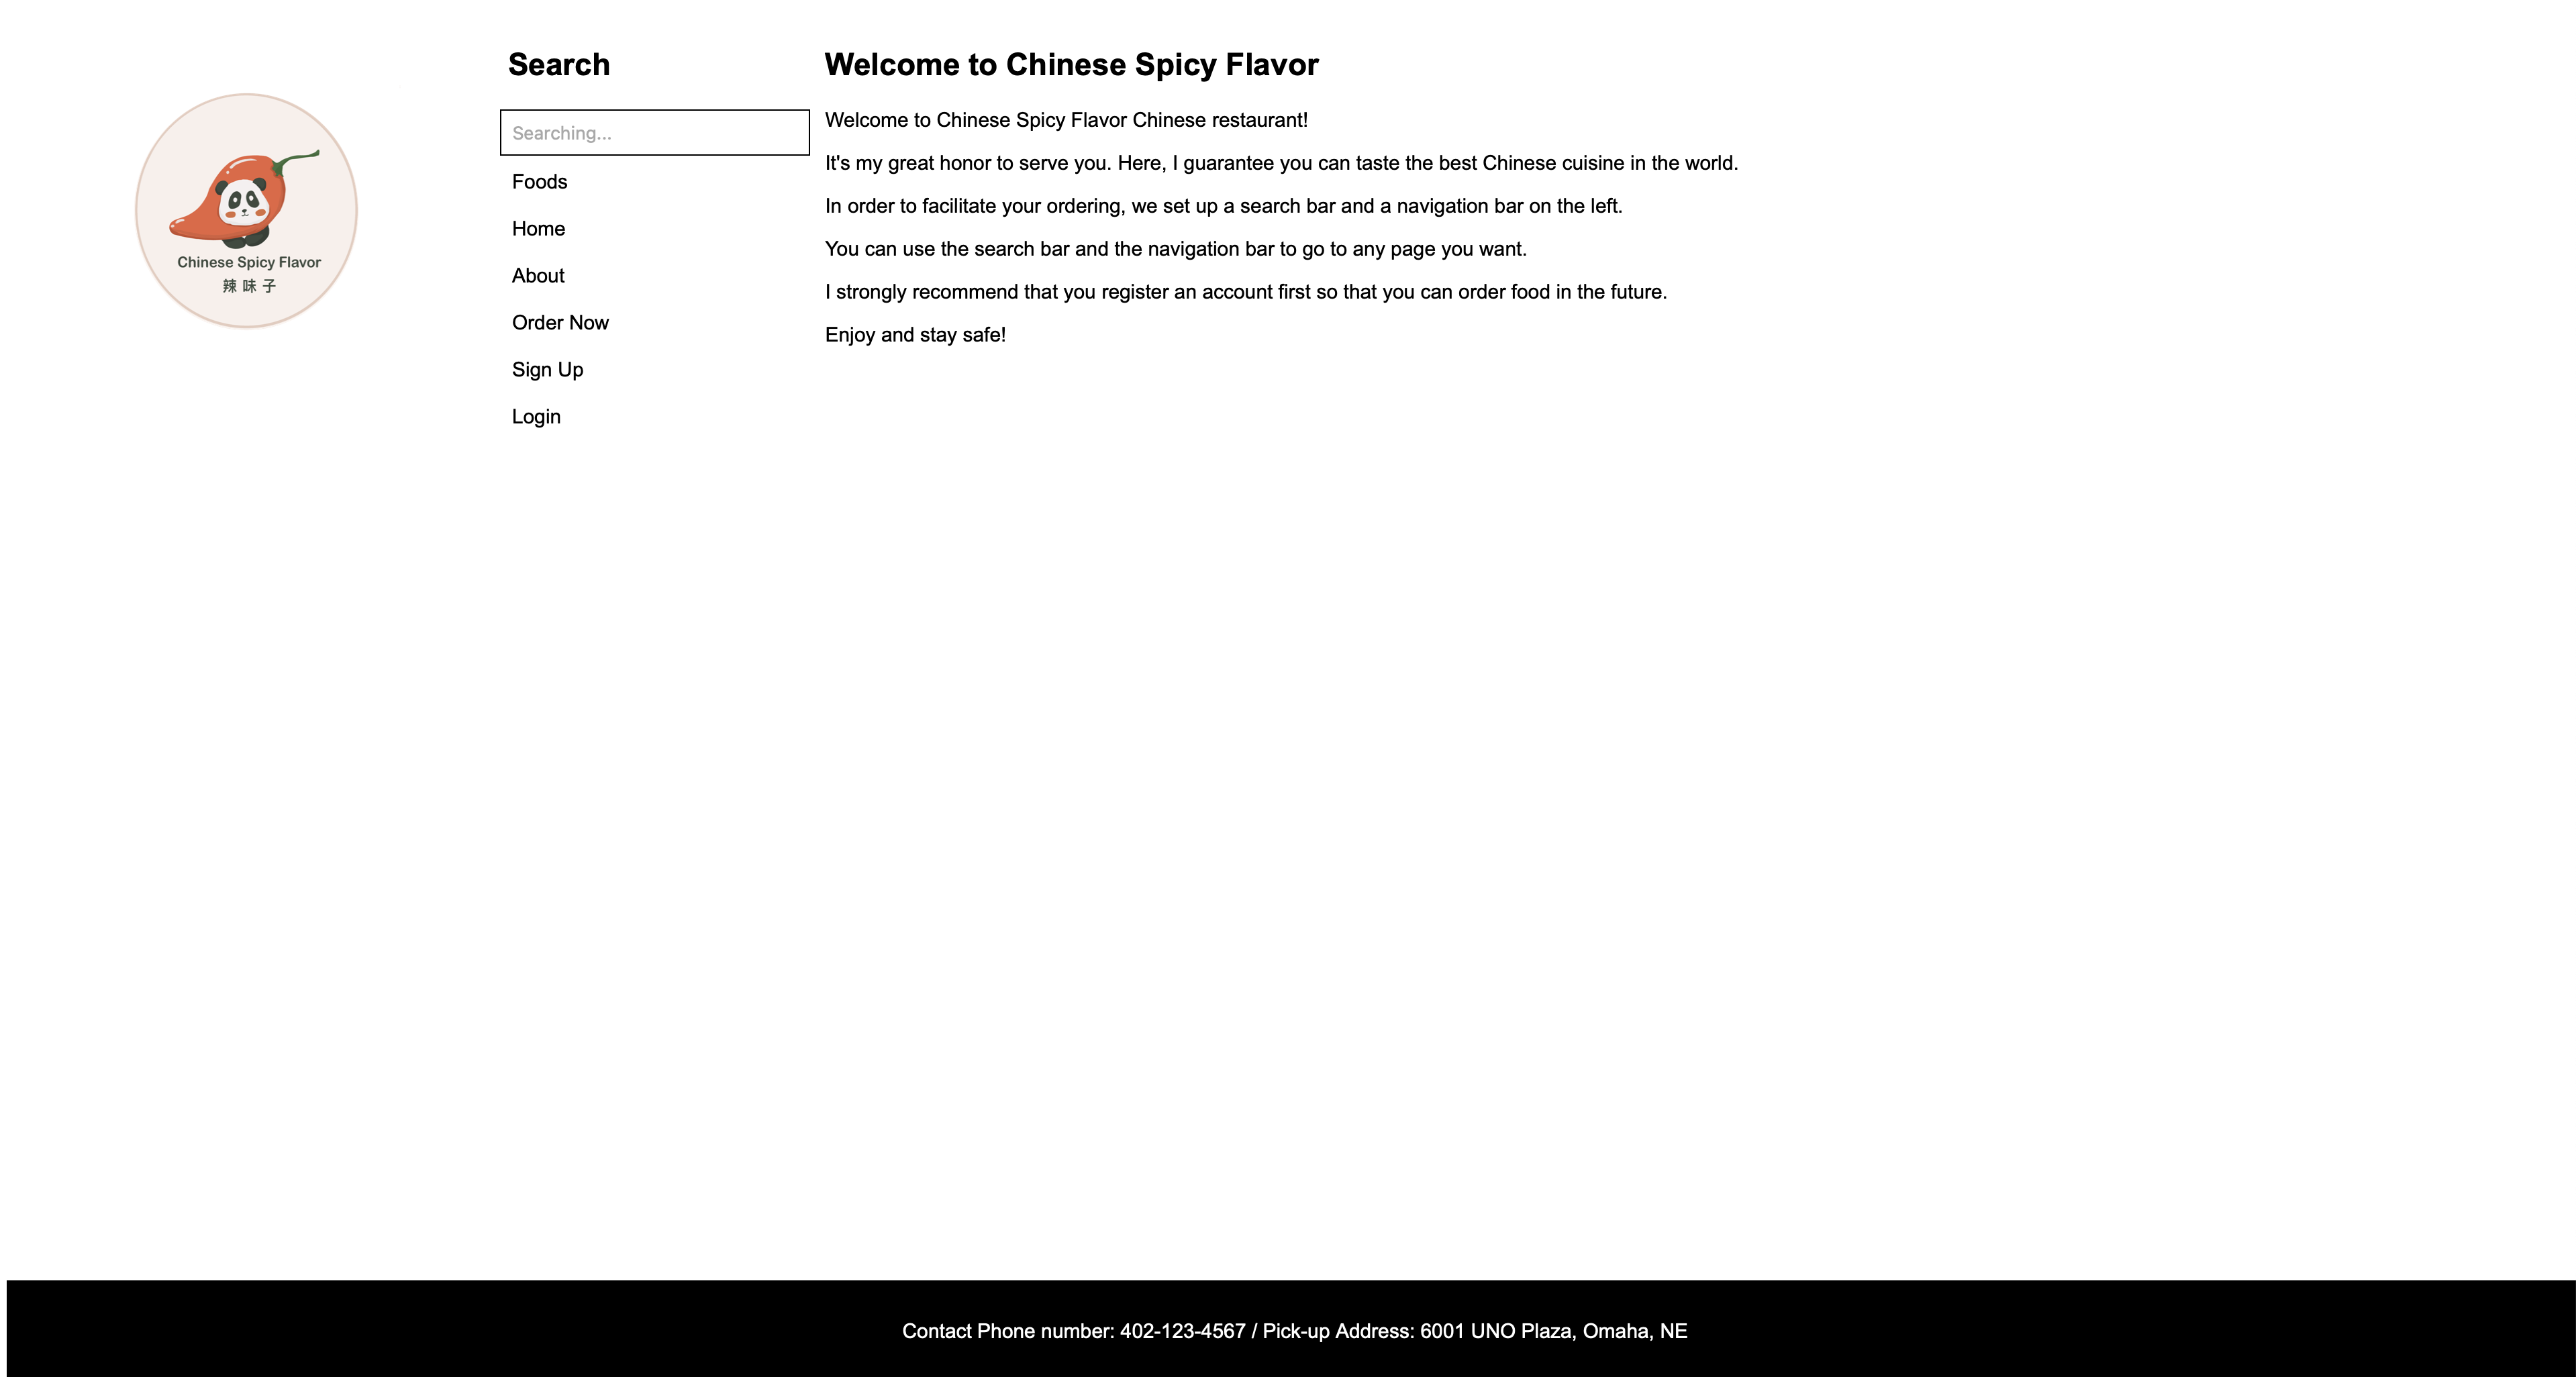 Chinese Spicy Flavor
辣味子
Search
Searching...
Foods
Home
About
Order Now
Sign Up
Login
Welcome to Chinese Spicy Flavor
Welcome to Chinese Spicy Flavor Chinese restaurant!
It's my great honor to serve you. Here, I guarantee you can taste the best Chinese cuisine in the world.
In order to facilitate your ordering, we set up a search bar and a navigation bar on the left.
You can use the search bar and the navigation bar to go to any page you want.
I strongly recommend that you register an account first so that you can order food in the future.
Enjoy and stay safe!
Contact Phone number: 402-123-4567 / Pick-up Address: 6001 UNO Plaza, Omaha, NE